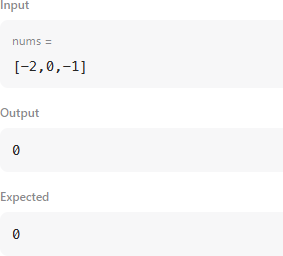 Input
nums =
[-2,0,-1]
Output
0
Expected
0